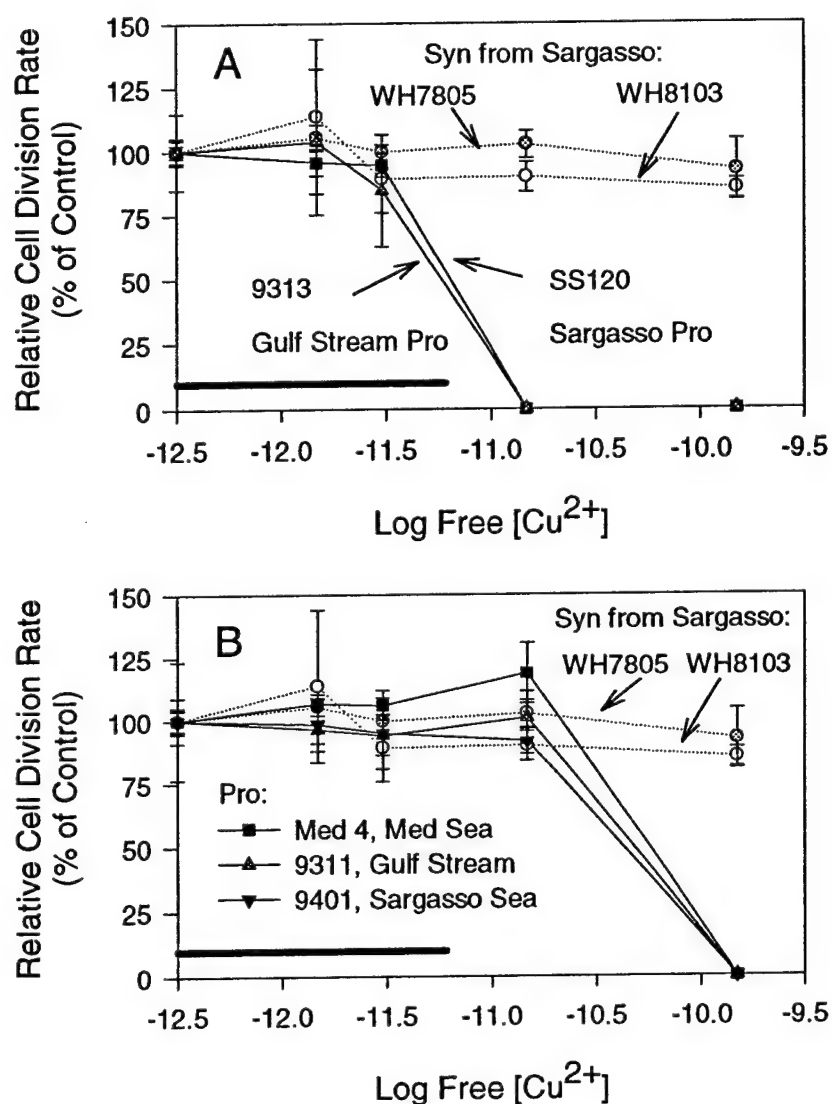 A
Syn from Sargasso:
WH7805
WH8103
9313
Gulf Stream Pro
SS120
Sargasso Pro
Relative Cell Division Rate
(% of Control)
150
125
100
75
50
25
0
-12.5 -12.0 -11.5 -11.0 -10.5 -10.0 -9.5
Log Free [Cu2+]
B
Syn from Sargasso:
WH7805
WH8103
Pro:
Med 4, Med Sea
9311, Gulf Stream
9401, Sargasso Sea
Relative Cell Division Rate
(% of Control)
150
125
100
75
50
25
0
-12.5 -12.0 -11.5 -11.0 -10.5 -10.0 -9.5
Log Free [Cu2+]